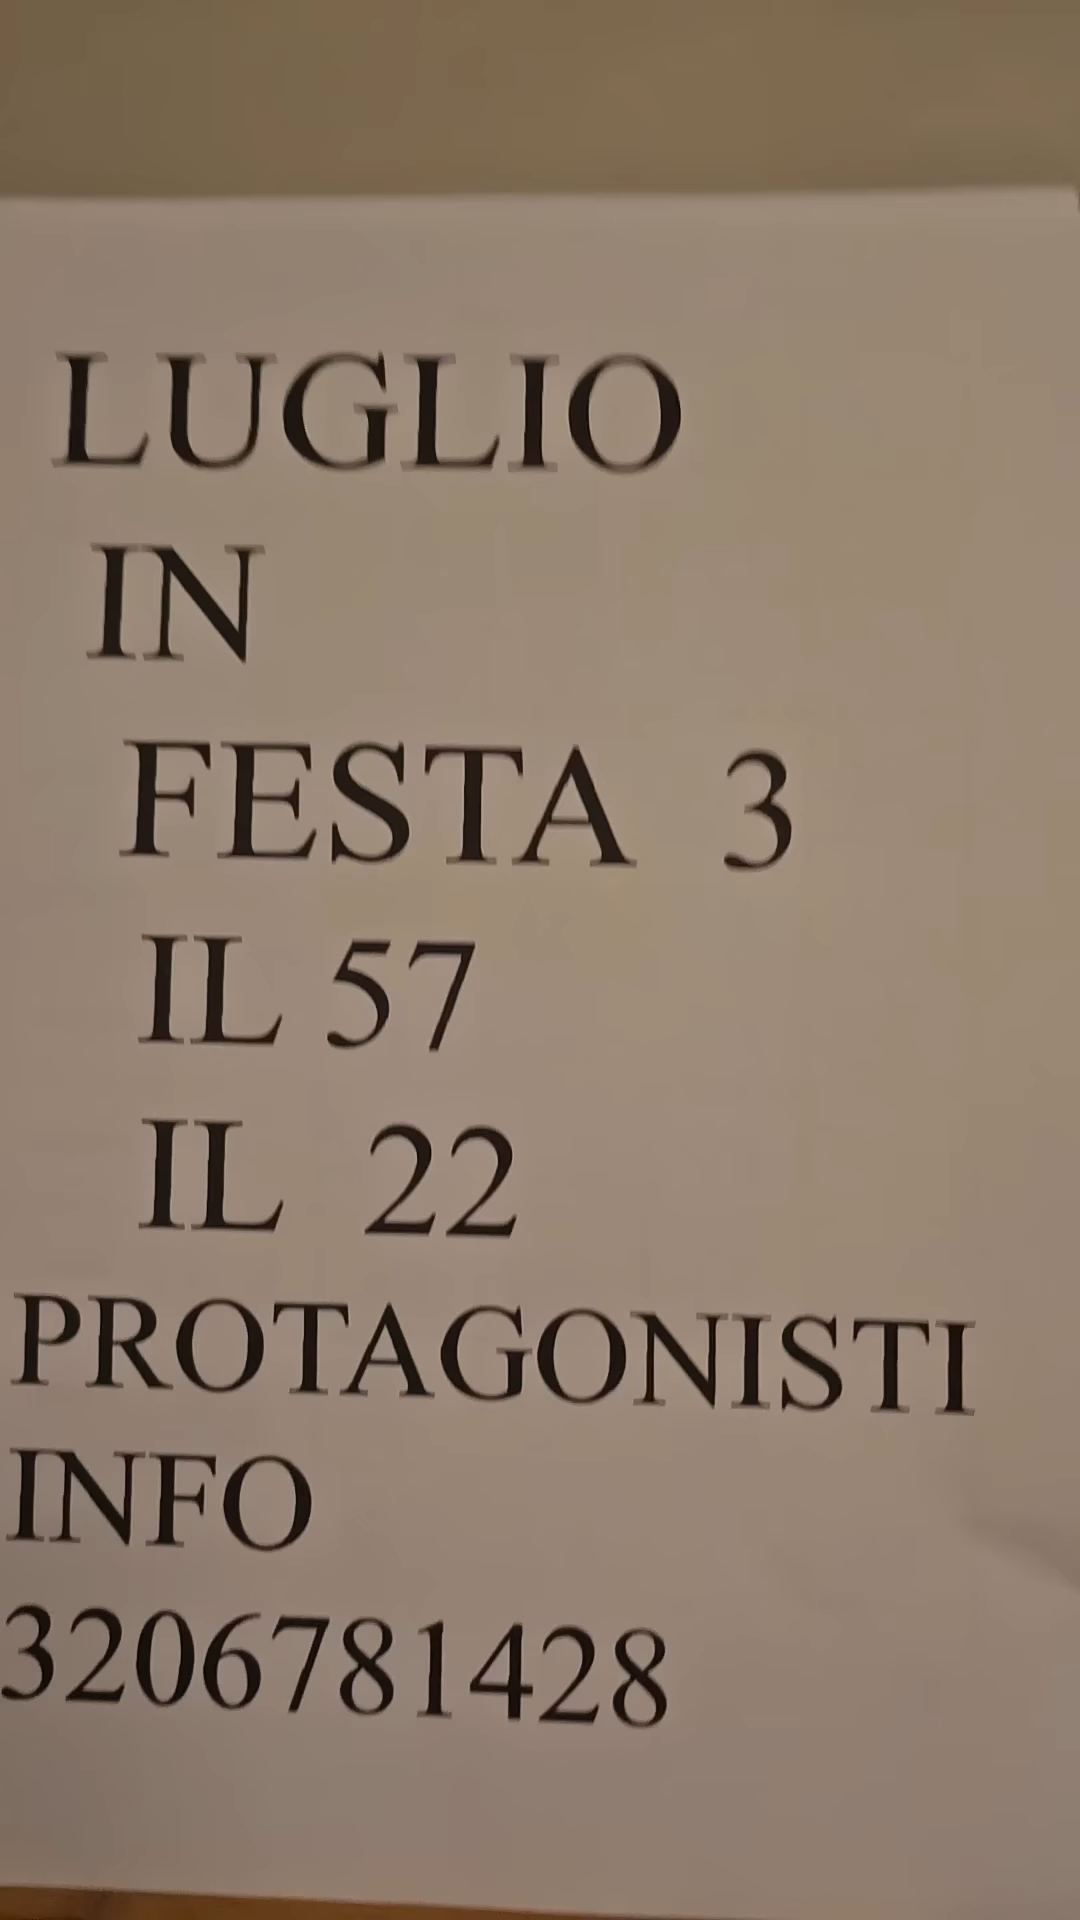 LUGLIO
IN
FESTA 3
IL 57
IL 22
PROTAGONISTI
INFO
3206781428